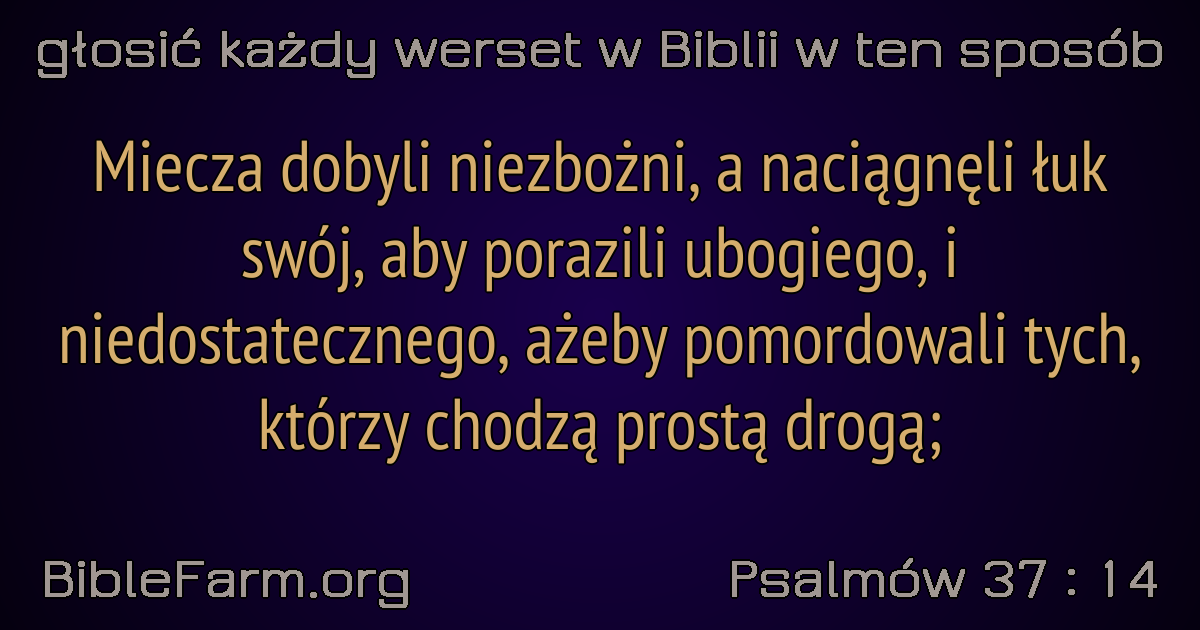 głosić każdy werset w Biblii w ten sposób
Miecza dobyli niezbożni, a naciągnęli łuk
swój, aby porazili ubogiego, i
niedostatecznego, ażeby pomordowali tych,
którzy chodzą prostą drogą;
BibleFarm.org
Psalmów 37 : 14